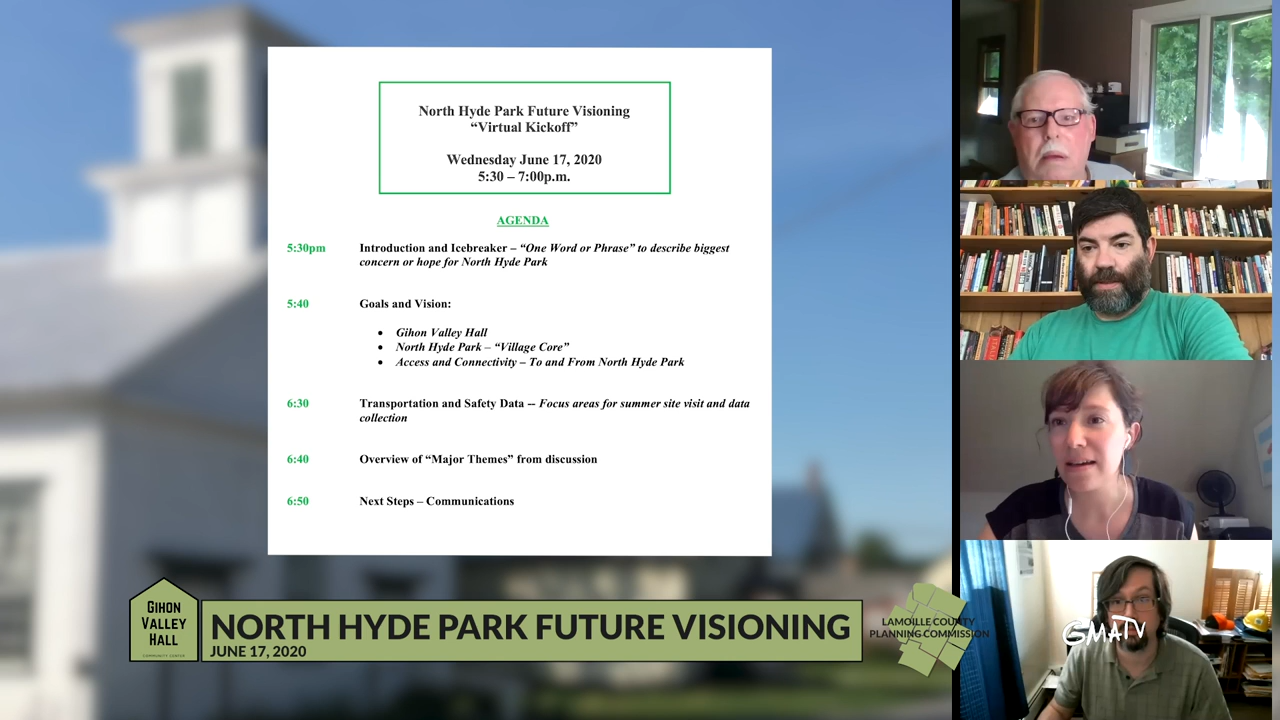 North Hyde Park Future Visioning
“Virtual Kickoff”
Wednesday June 17, 2020
5:30 – 7:00p.m.
AGENDA
5:30pm Introduction and Icebreaker – “One Word or Phrase” to describe biggest
concern or hope for North Hyde Park
5:40 Goals and Vision:
• Gihon Valley Hall
• North Hyde Park – “Village Core”
• Access and Connectivity – To and From North Hyde Park
6:30 Transportation and Safety Data -- Focus areas for summer site visit and data
collection
6:40 Overview of “Major Themes” from discussion
6:50 Next Steps – Communications
GIHON
VALLEY
HALL
COMMUNITY CENTER
NORTH HYDE PARK FUTURE VISIONING
JUNE 17, 2020
LAMOILLE COUNTY
PLANNING COMMISSION
GMATV